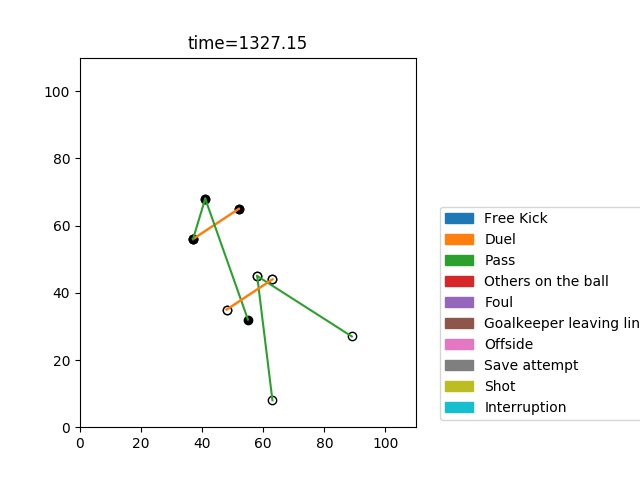 time=1327.15
100
80
60
40
20
0
0 20 40 60 80 100
Free Kick
Duel
Pass
Others on the ball
Foul
Goalkeeper leaving lin
Offside
Save attempt
Shot
Interruption